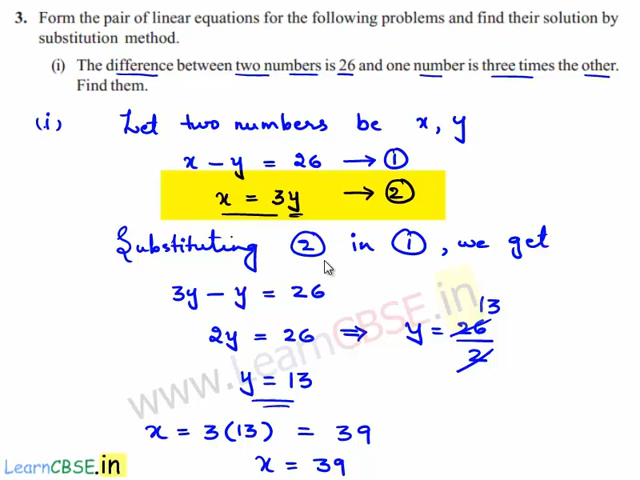 3. Form the pair of linear equations for the following problems and find their solution by
substitution method.
(i) The difference between two numbers is 26 and one number is three times the other.
Find them.
(i) Let two numbers be x, y
x – y = 26 → ①
x = 3y → ②
Substituting ② in ①, we get
3y – y = 26
13
2y = 26 ⇒ y = 26/2
y = 13
x = 3(13) = 39
x = 39
www.LearnCBSE.in
LearnCBSE.in